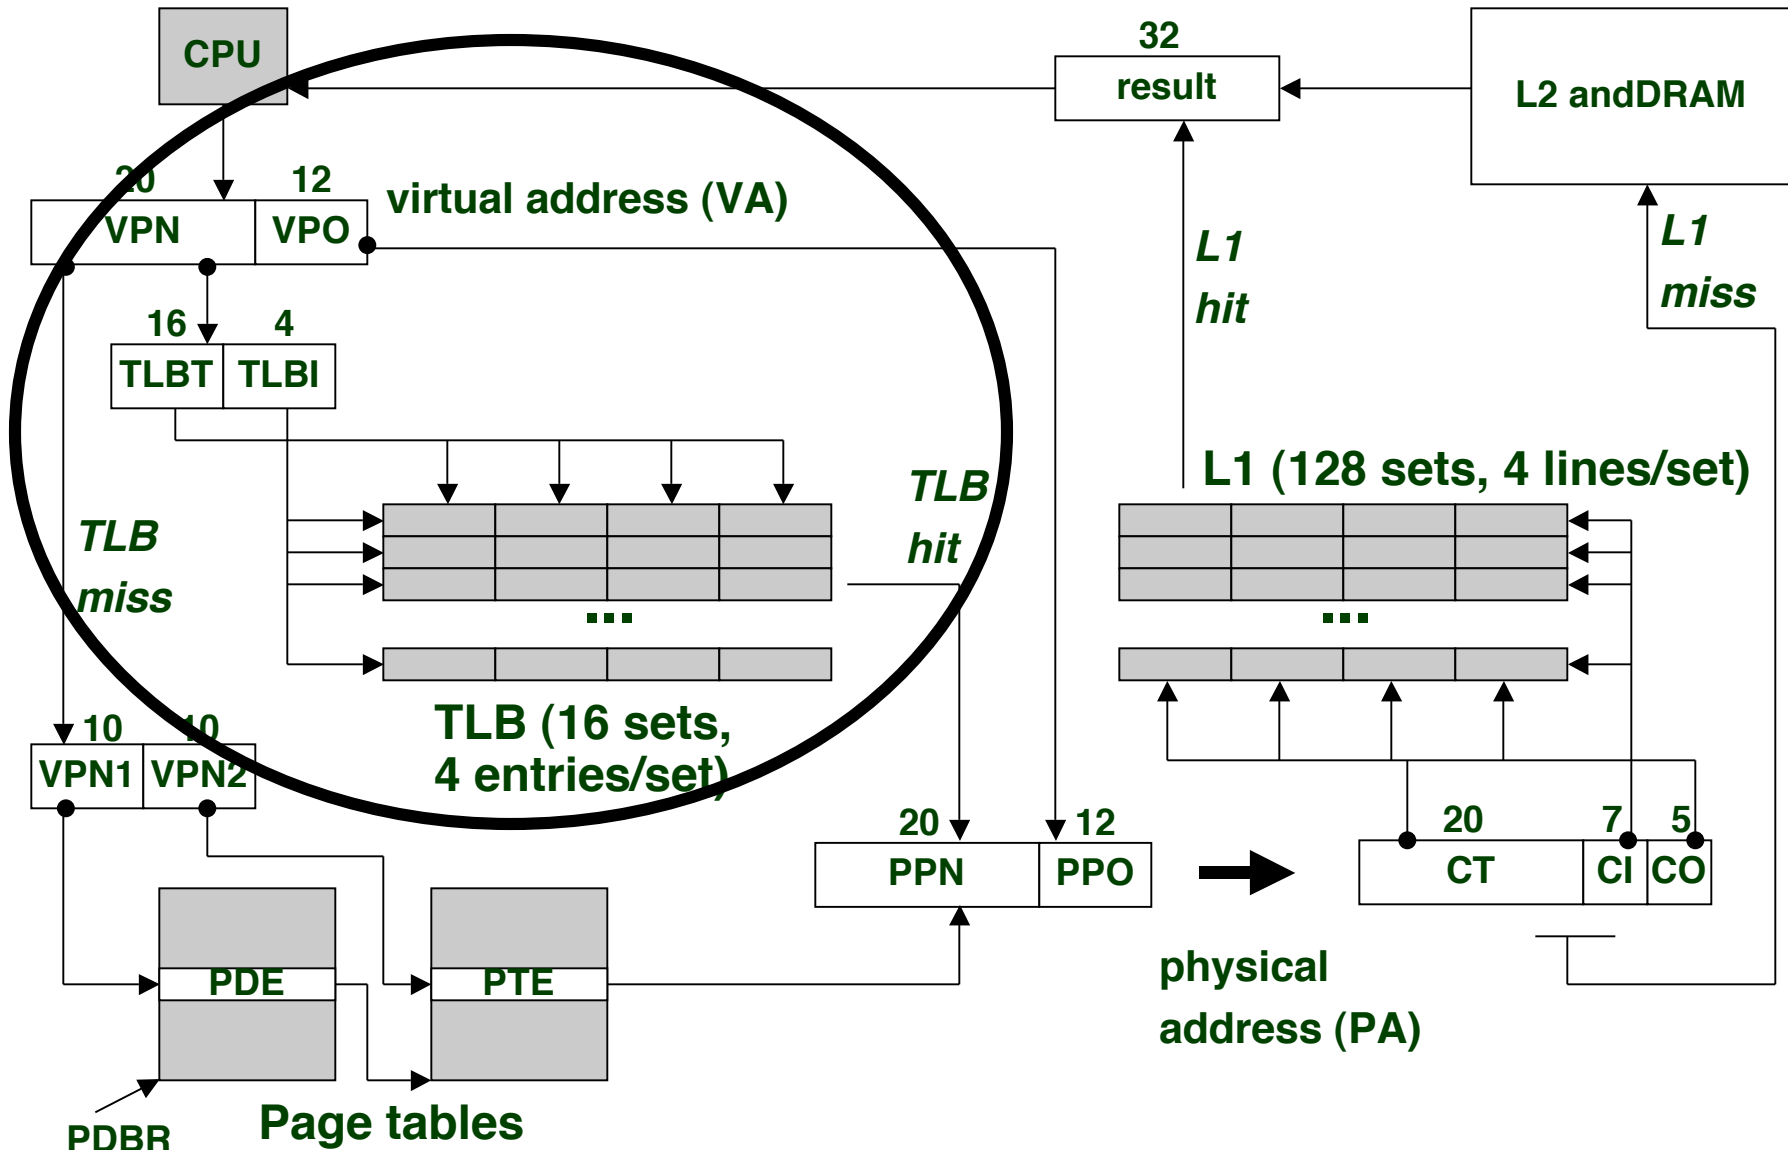 CPU
32
result
L2 andDRAM
20
12
virtual address (VA)
VPN
VPO
L1
hit
L1
miss
16
4
TLBT
TLBI
TLB
hit
L1 (128 sets, 4 lines/set)
TLB
miss
...
...
TLB (16 sets,
4 entries/set)
10
10
VPN1
VPN2
20
12
PPN
PPO
20
7
5
CT
CI
CO
PDE
PTE
physical
address (PA)
Page tables
PDBR